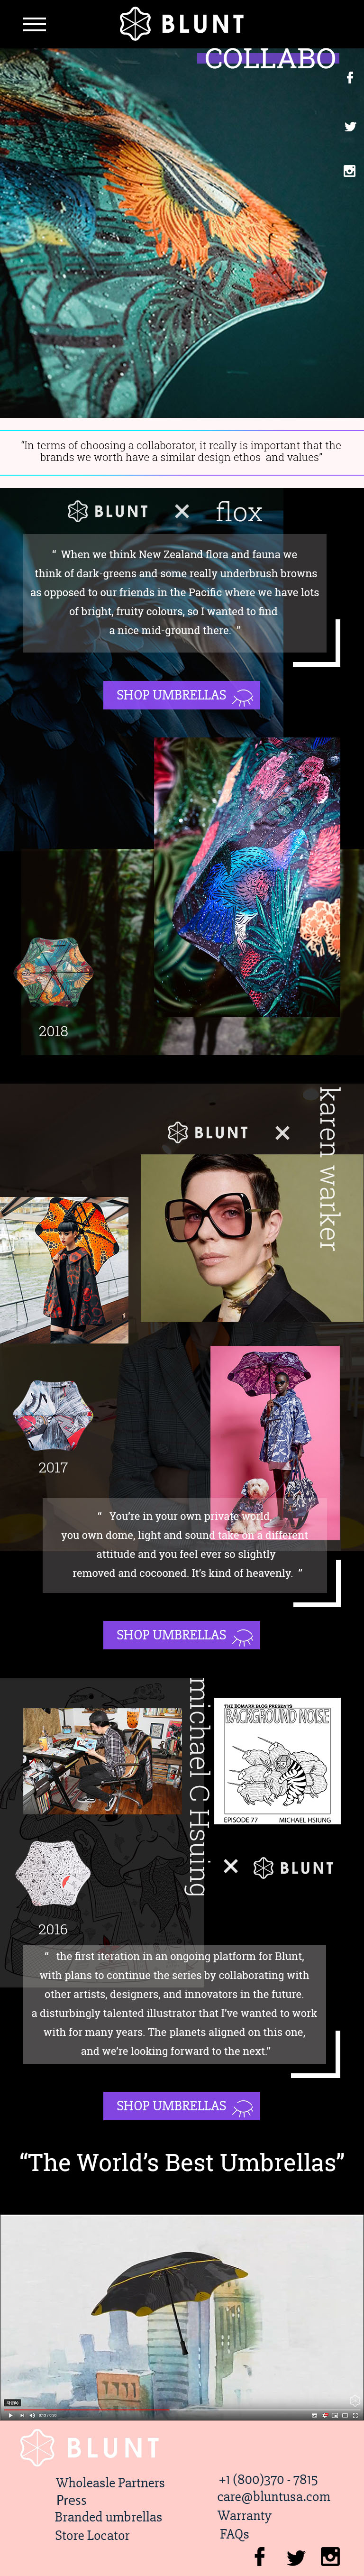 BLUNT
COLLABO
“In terms of choosing a collaborator, it really is important that the
brands we worth have a similar design ethos and values”
BLUNT × flox
“ When we think New Zealand flora and fauna we
think of dark-greens and some really underbrush browns
as opposed to our friends in the Pacific where we have lots
of bright, fruity colours, so I wanted to find
a nice mid-ground there. ”
SHOP UMBRELLAS
2018
BLUNT ×
karen warker
2017
“ You’re in your own private world,
you own dome, light and sound take on a different
attitude and you feel ever so slightly
removed and cocooned. It’s kind of heavenly. ”
SHOP UMBRELLAS
michael C Hsuing
THE BOMARR BLOG PRESENTS
BACKGROUND NOISE
EPISODE 77 MICHAEL HSIUNG
× BLUNT
2016
“ the first iteration in an ongoing platform for Blunt,
with plans to continue the series by collaborating with
other artists, designers, and innovators in the future.
a disturbingly talented illustrator that I’ve wanted to work
with for many years. The planets aligned on this one,
and we’re looking forward to the next.”
SHOP UMBRELLAS
“The World’s Best Umbrellas”
BLUNT
Wholeasle Partners
Press
Branded umbrellas
Store Locator
+1 (800)370 - 7815
care@bluntusa.com
Warranty
FAQs